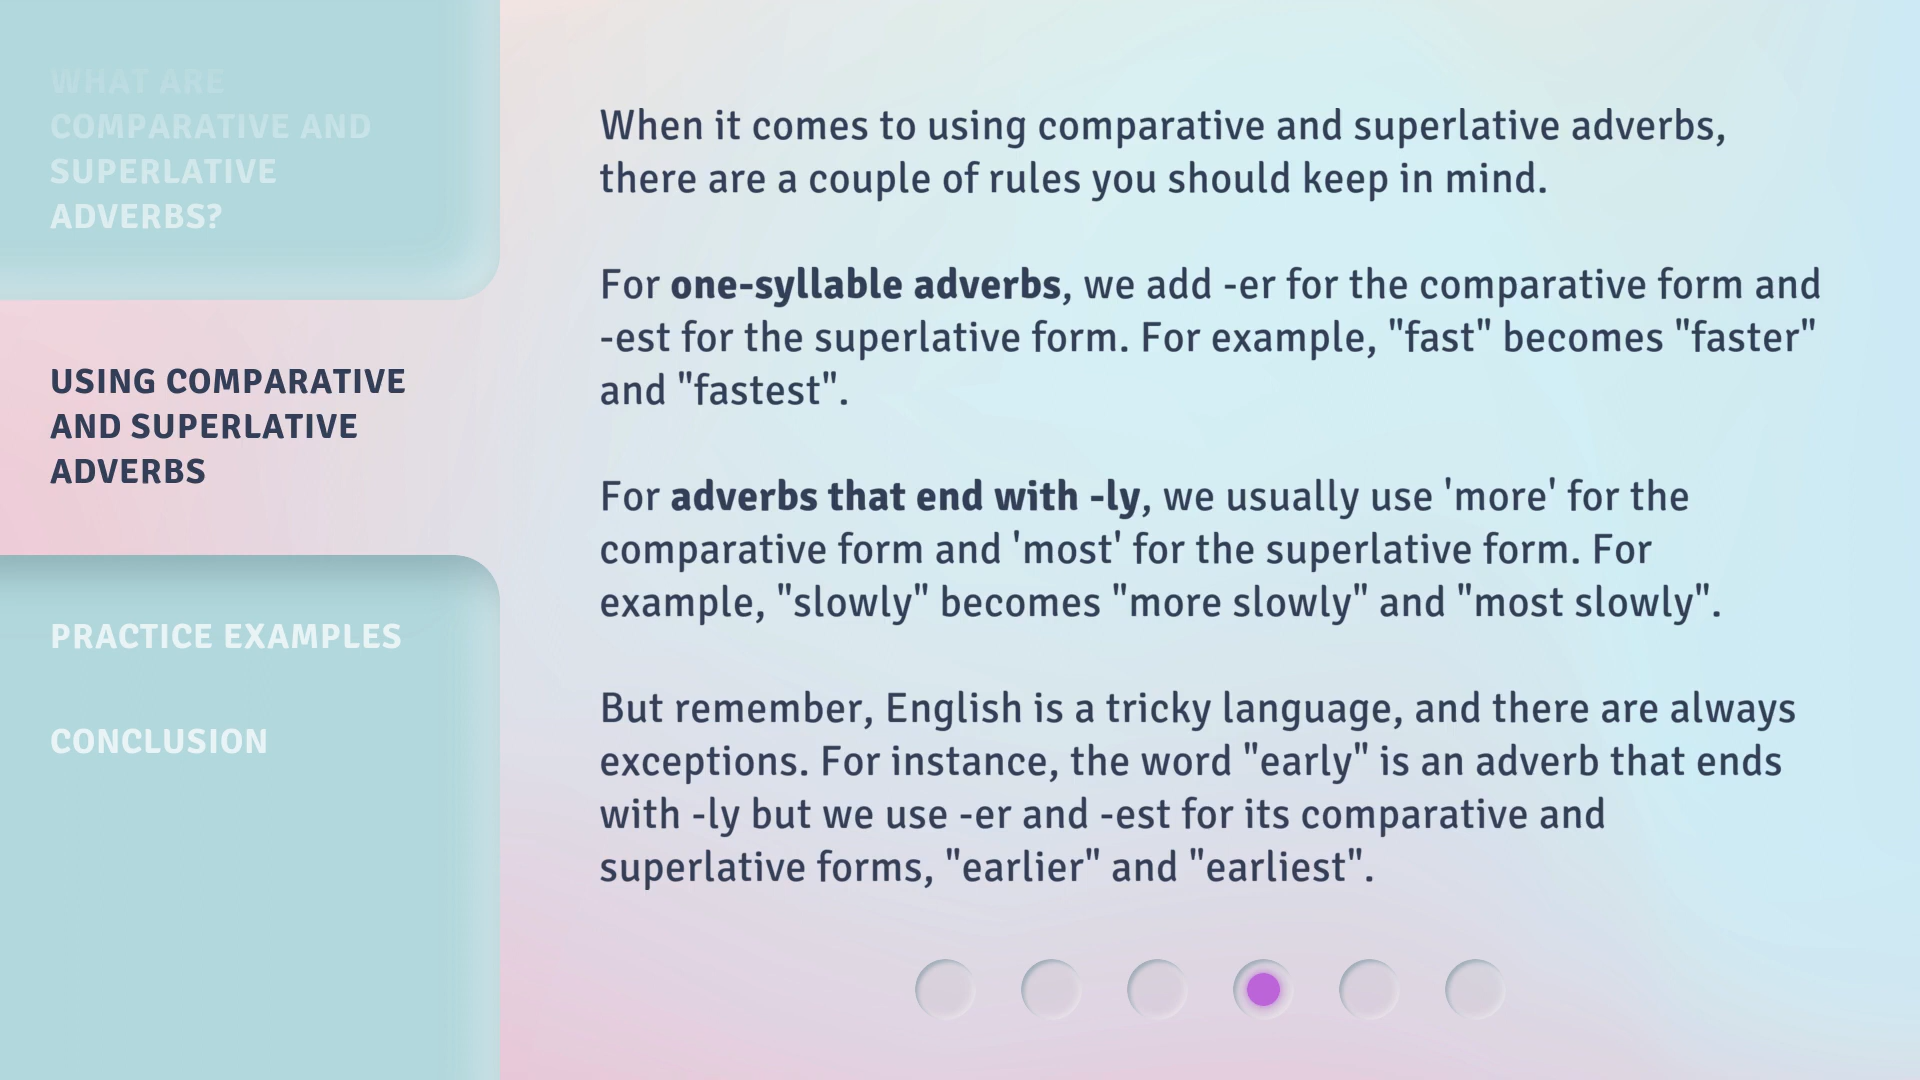 WHAT ARE
COMPARATIVE AND
SUPERLATIVE
ADVERBS?
USING COMPARATIVE
AND SUPERLATIVE
ADVERBS
PRACTICE EXAMPLES
CONCLUSION
When it comes to using comparative and superlative adverbs,
there are a couple of rules you should keep in mind.
For one-syllable adverbs, we add -er for the comparative form and
-est for the superlative form. For example, "fast" becomes "faster"
and "fastest".
For adverbs that end with -ly, we usually use 'more' for the
comparative form and 'most' for the superlative form. For
example, "slowly" becomes "more slowly" and "most slowly".
But remember, English is a tricky language, and there are always
exceptions. For instance, the word "early" is an adverb that ends
with -ly but we use -er and -est for its comparative and
superlative forms, "earlier" and "earliest".